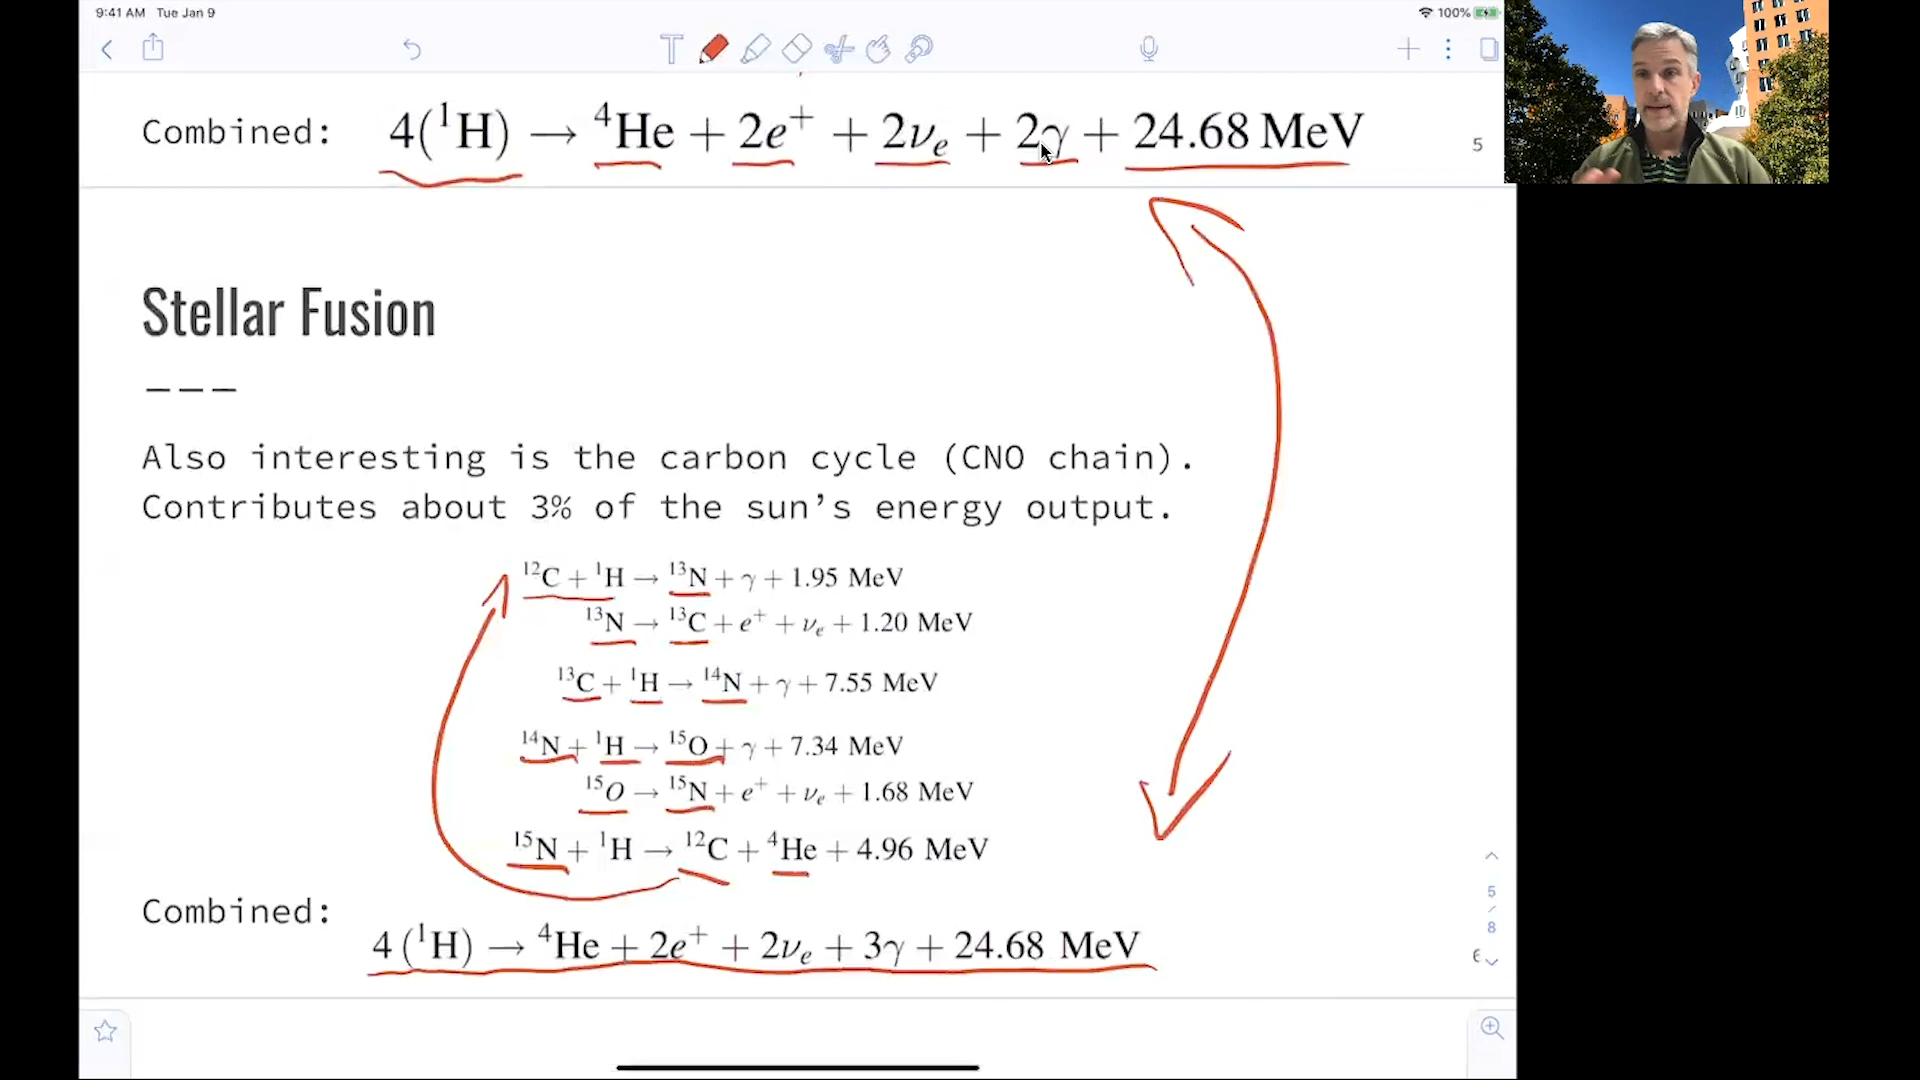 9:41 AM Tue Jan 9
100%
T
Combined: 4(¹H) → ⁴He + 2e⁺ + 2νₑ + 2γ + 24.68 MeV
5
Stellar Fusion
---
Also interesting is the carbon cycle (CNO chain).
Contributes about 3% of the sun’s energy output.
¹²C + ¹H → ¹³N + γ + 1.95 MeV
¹³N → ¹³C + e⁺ + νₑ + 1.20 MeV
¹³C + ¹H → ¹⁴N + γ + 7.55 MeV
¹⁴N + ¹H → ¹⁵O + γ + 7.34 MeV
¹⁵O → ¹⁵N + e⁺ + νₑ + 1.68 MeV
¹⁵N + ¹H → ¹²C + ⁴He + 4.96 MeV
Combined:
4 (¹H) → ⁴He + 2e⁺ + 2νₑ + 3γ + 24.68 MeV
5
/
8
6